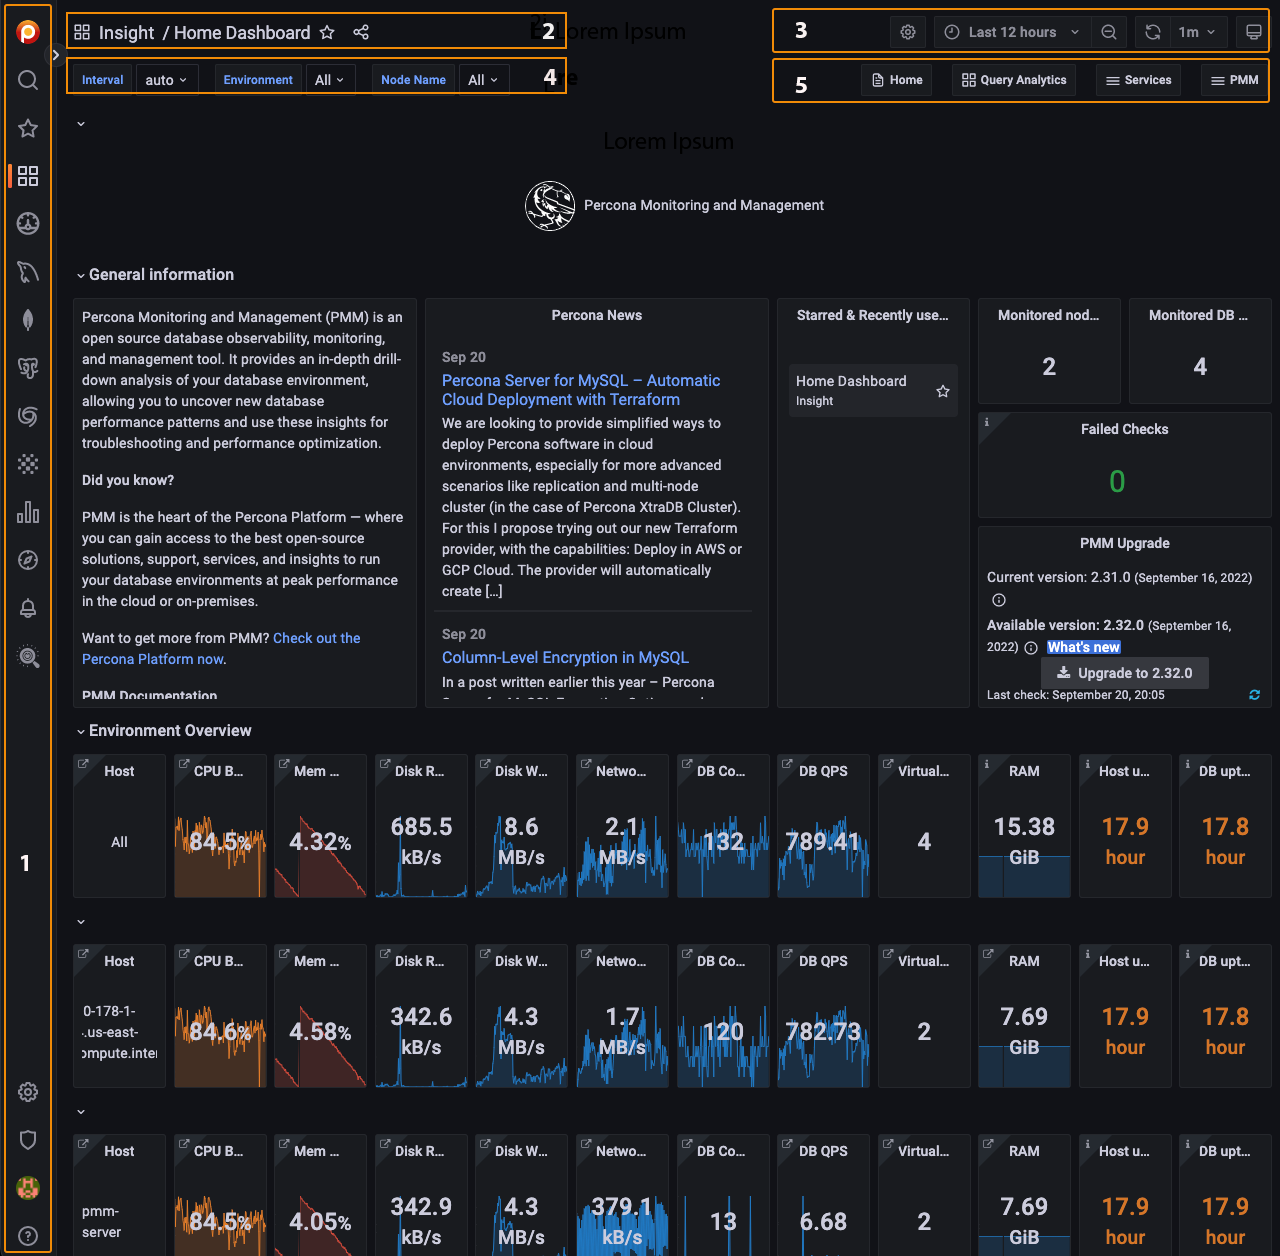 Insight / Home Dashboard
2
Lorem Ipsum
3
Last 12 hours
1m
Interval
auto
Environment
All
Node Name
All
4
5
Home
Query Analytics
Services
PMM
Lorem Ipsum
Percona Monitoring and Management
General information
Percona Monitoring and Management (PMM) is an
open source database observability, monitoring,
and management tool. It provides an in-depth drill-
down analysis of your database environment,
allowing you to uncover new database
performance patterns and use these insights for
troubleshooting and performance optimization.
Did you know?
PMM is the heart of the Percona Platform — where
you can gain access to the best open-source
solutions, support, services, and insights to run
your database environments at peak performance
in the cloud or on-premises.
Want to get more from PMM? Check out the
Percona Platform now.
PMM Documentation
Percona News
Sep 20
Percona Server for MySQL – Automatic
Cloud Deployment with Terraform
We are looking to provide simplified ways to
deploy Percona software in cloud
environments, especially for more advanced
scenarios like replication and multi-node
cluster (in the case of Percona XtraDB Cluster).
For this I propose trying out our new Terraform
provider, with the capabilities: Deploy in AWS or
GCP Cloud. The provider will automatically
create [...]
Sep 20
Column-Level Encryption in MySQL
In a post written earlier this year – Percona
Starred & Recently use...
Home Dashboard
Insight
Monitored nod...
2
Monitored DB ...
4
Failed Checks
0
PMM Upgrade
Current version: 2.31.0 (September 16, 2022)
Available version: 2.32.0 (September 16,
2022) What's new
Upgrade to 2.32.0
Last check: September 20, 20:05
Environment Overview
Host
All
CPU B...
84.5%
Mem ...
4.32%
Disk R...
685.5
kB/s
Disk W...
8.6
MB/s
Netwo...
2.1
MB/s
DB Co...
132
DB QPS
789.41
Virtual...
4
RAM
15.38
GiB
Host u...
17.9
hour
DB upt...
17.8
hour
1
Host
0-178-1-
.us-east-
ompute.inter
CPU B...
84.6%
Mem ...
4.58%
Disk R...
342.6
kB/s
Disk W...
4.3
MB/s
Netwo...
1.7
MB/s
DB Co...
120
DB QPS
782.73
Virtual...
2
RAM
7.69
GiB
Host u...
17.9
hour
DB upt...
17.8
hour
Host
pmm-
server
CPU B...
84.5%
Mem ...
4.05%
Disk R...
342.9
kB/s
Disk W...
4.3
MB/s
Netwo...
379.1
kB/s
DB Co...
13
DB QPS
6.68
Virtual...
2
RAM
7.69
GiB
Host u...
17.9
hour
DB upt...
17.9
hour